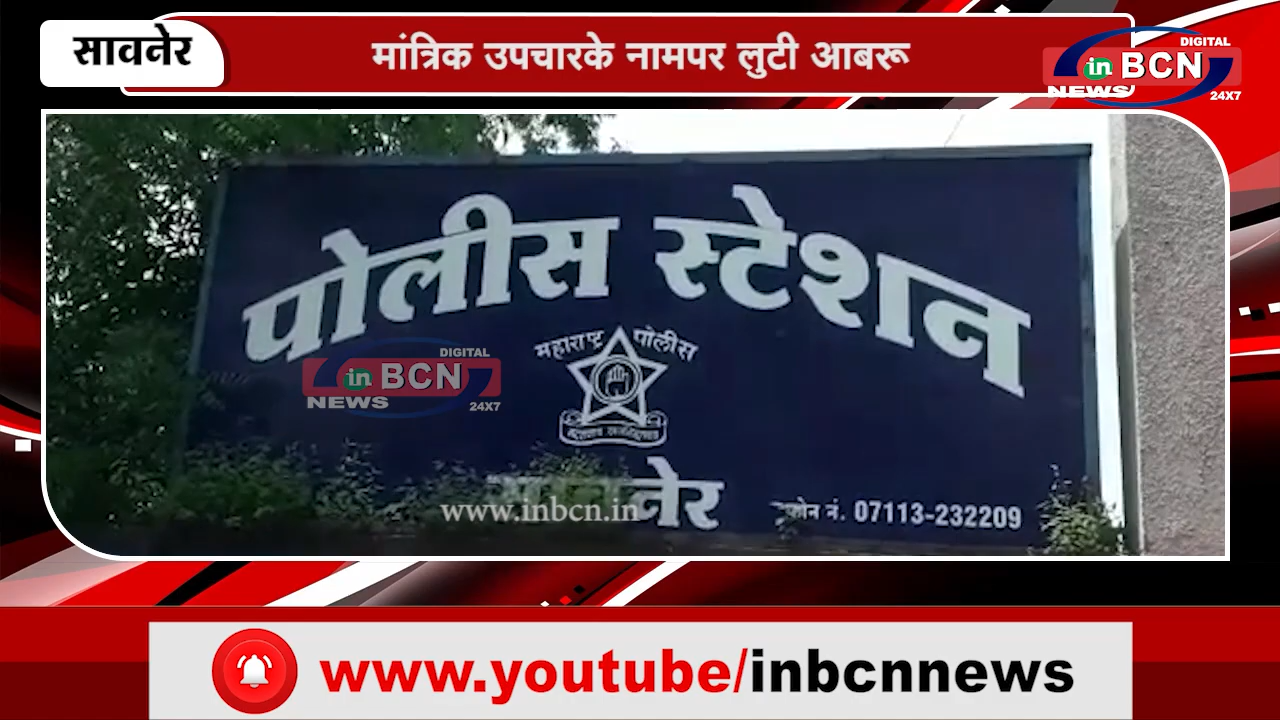 सावनेर
मांत्रिक उपचारके नामपर लुटी आबरू
DIGITAL
in BCN
NEWS
24X7
पोलीस स्टेशन
महाराष्ट्र पोलीस
DIGITAL
in BCN
NEWS
24X7
www.inbcn.in
नं. 07113-232209
www.youtube/inbcnnews